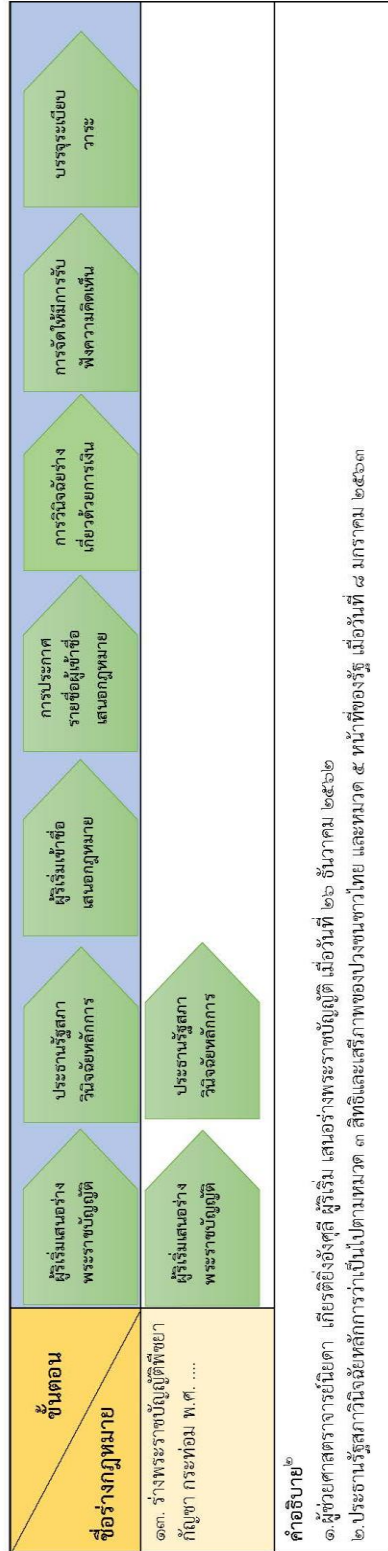 ขั้นตอน
ชื่อร่างกฎหมาย
ผู้ริเริ่มเสนอร่าง
พระราชบัญญัติ
ประธานรัฐสภา
วินิจฉัยหลักการ
ผู้ริเริ่มเข้าชื่อ
เสนอกฎหมาย
การประกาศ
รายชื่อผู้เข้าชื่อ
เสนอกฎหมาย
การวินิจฉัยร่าง
เกี่ยวด้วยการเงิน
การจัดให้มีการรับ
ฟังความคิดเห็น
บรรจุระเบียบ
วาระ
๑๓. ร่างพระราชบัญญัติพืชยา
กัญชา กระท่อม พ.ศ. ....
ผู้ริเริ่มเสนอร่าง
พระราชบัญญัติ
ประธานรัฐสภา
วินิจฉัยหลักการ
คำอธิบาย๒
๑.ผู้ช่วยศาสตราจารย์นิยดา เกียรติยิ่งอังศุลี ผู้ริเริ่ม เสนอร่างพระราชบัญญัติ เมื่อวันที่ ๒๖ ธันวาคม ๒๕๖๒
๒.ประธานรัฐสภาวินิจฉัยหลักการว่าเป็นไปตามหมวด ๓ สิทธิและเสรีภาพของปวงชนชาวไทย และหมวด ๕ หน้าที่ของรัฐ เมื่อวันที่ ๘ มกราคม ๒๕๖๓